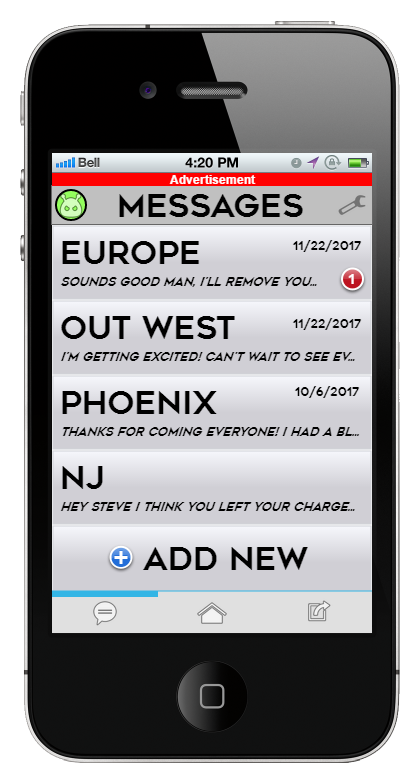 Bell 4:20 PM
Advertisement
MESSAGES
EUROPE 11/22/2017
SOUNDS GOOD MAN, I'LL REMOVE YOU... 1
OUT WEST 11/22/2017
I'M GETTING EXCITED! CAN'T WAIT TO SEE EV...
PHOENIX 10/6/2017
THANKS FOR COMING EVERYONE! I HAD A BL...
NJ
HEY STEVE I THINK YOU LEFT YOUR CHARGE...
ADD NEW